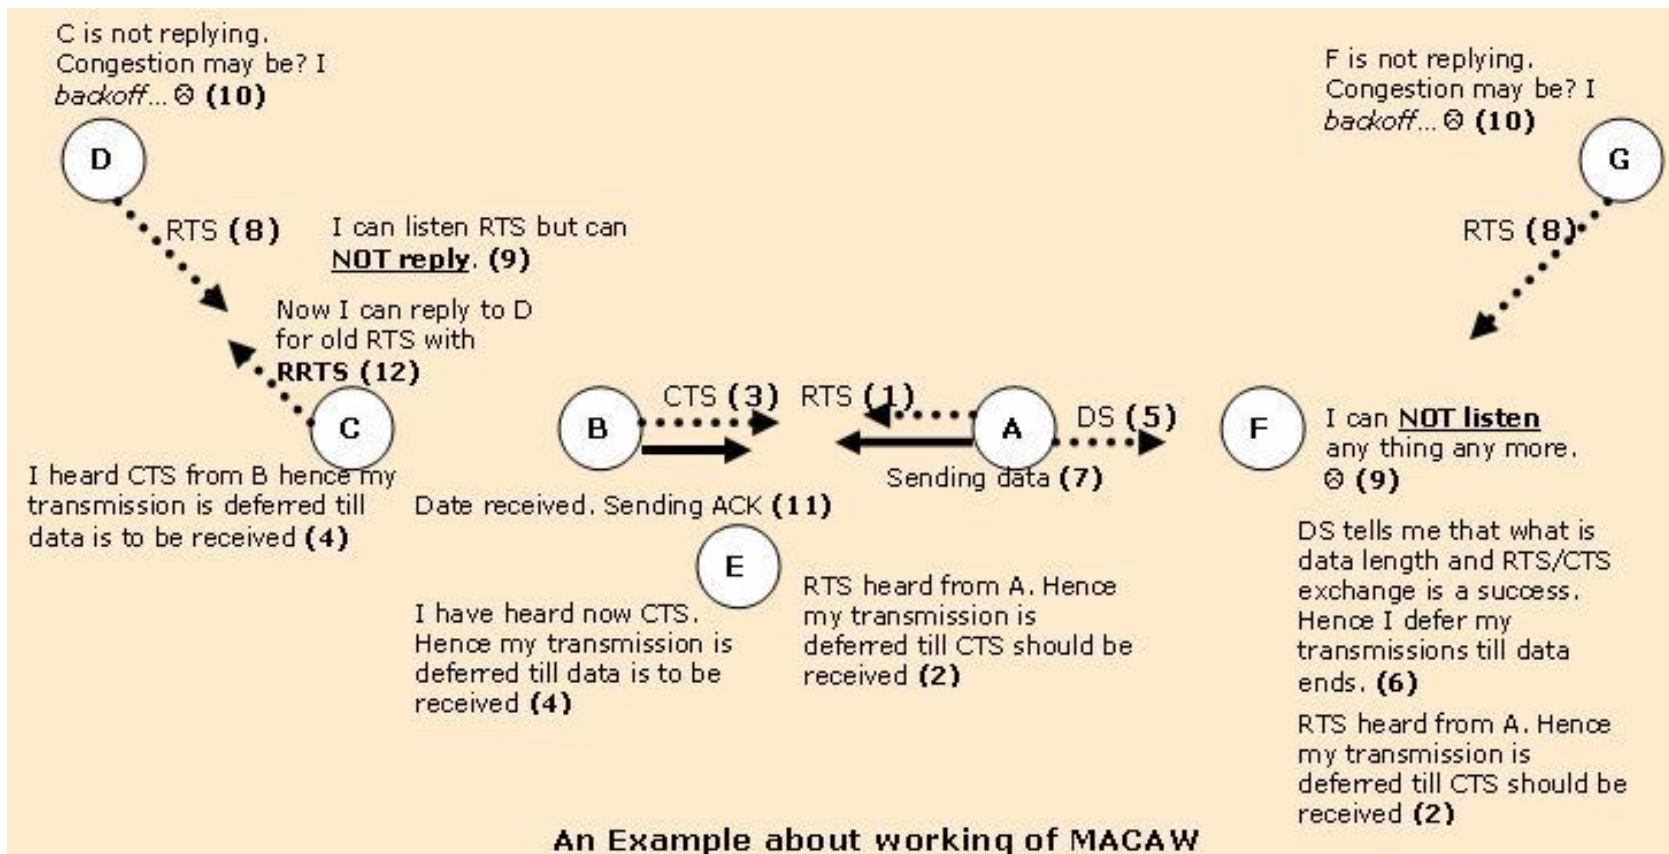 C is not replying.
Congestion may be? I
backoff... ☹ (10)
F is not replying.
Congestion may be? I
backoff... ☹ (10)
D
G
RTS (8)
I can listen RTS but can
NOT reply. (9)
RTS (8)
Now I can reply to D
for old RTS with
RRTS (12)
C
B
CTS (3)
RTS (1)
A
DS (5)
F
I can NOT listen
any thing any more.
☹ (9)
Sending data (7)
I heard CTS from B hence my
transmission is deferred till
data is to be received (4)
Date received. Sending ACK (11)
E
DS tells me that what is
data length and RTS/CTS
exchange is a success.
Hence I defer my
transmissions till data
ends. (6)
I have heard now CTS.
Hence my transmission is
deferred till data is to be
received (4)
RTS heard from A. Hence
my transmission is
deferred till CTS should be
received (2)
RTS heard from A. Hence
my transmission is
deferred till CTS should be
received (2)
An Example about working of MACAW